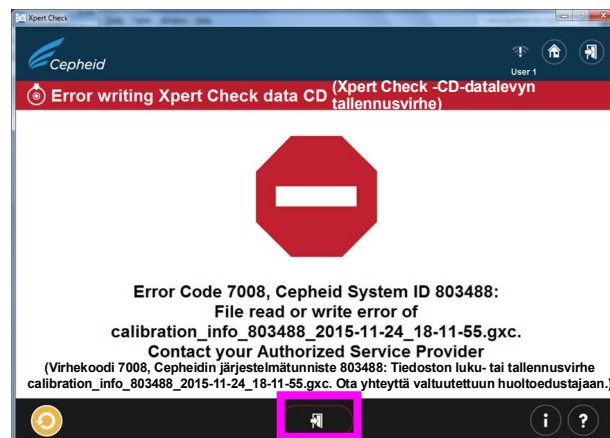 Xpert Check
Cepheid
User 1
Error writing Xpert Check data CD (Xpert Check -CD-datalevyn
tallennusvirhe)
Error Code 7008, Cepheid System ID 803488:
File read or write error of
calibration_info_803488_2015-11-24_18-11-55.gxc.
Contact your Authorized Service Provider
(Virhekoodi 7008, Cepheidin järjestelmätunniste 803488: Tiedoston luku- tai tallennusvirhe
calibration_info_803488_2015-11-24_18-11-55.gxc. Ota yhteyttä valtuutettuun huoltoedustajaan.)
i ?